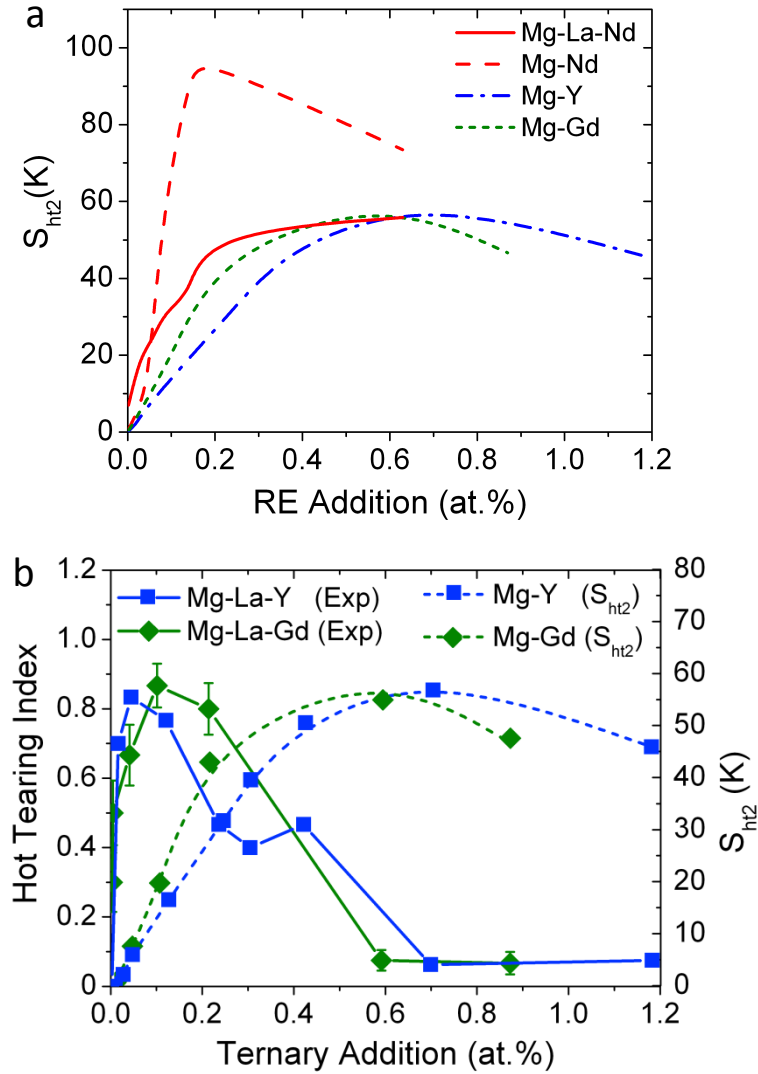 a
100
80
60
40
20
0
S_ht2 (K)
Mg-La-Nd
Mg-Nd
Mg-Y
Mg-Gd
0.0 0.2 0.4 0.6 0.8 1.0 1.2
RE Addition (at.%)
b
1.2
1.0
0.8
0.6
0.4
0.2
0
Hot Tearing Index
Mg-La-Y (Exp)
Mg-La-Gd (Exp)
Mg-Y (S_ht2)
Mg-Gd (S_ht2)
80
70
60
50
40
30
20
10
0
S_ht2 (K)
0.0 0.2 0.4 0.6 0.8 1.0 1.2
Ternary Addition (at.%)